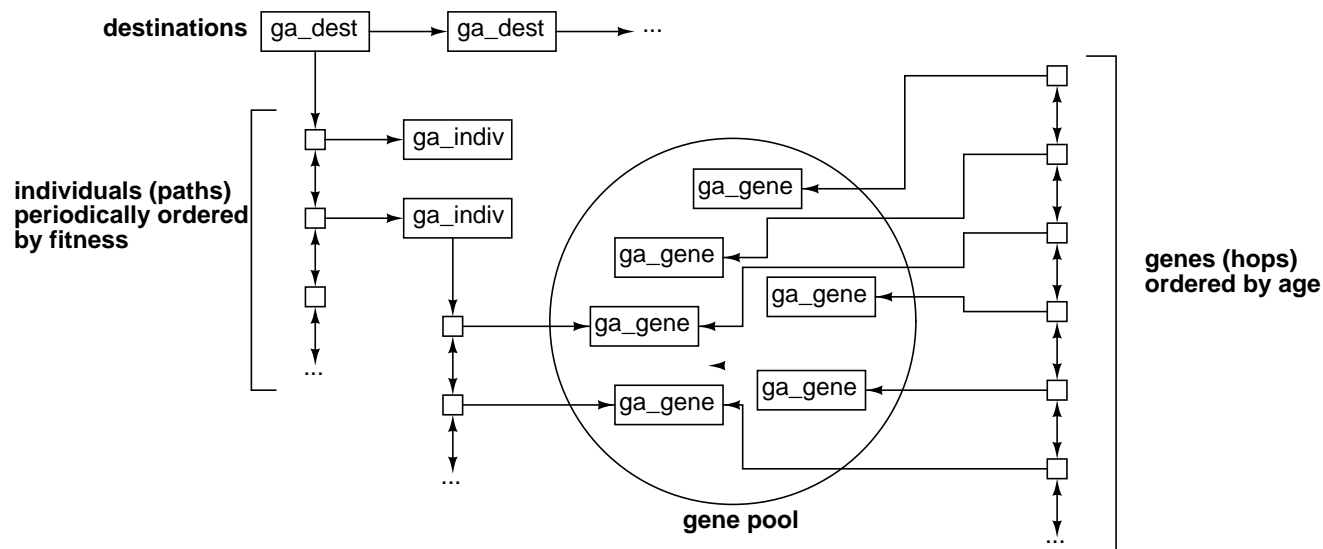 destinations ga_dest ga_dest ...
ga_indiv
individuals (paths)
periodically ordered
by fitness
ga_indiv
...
...
ga_gene
ga_gene
ga_gene
ga_gene
ga_gene
ga_gene
gene pool
genes (hops)
ordered by age
...